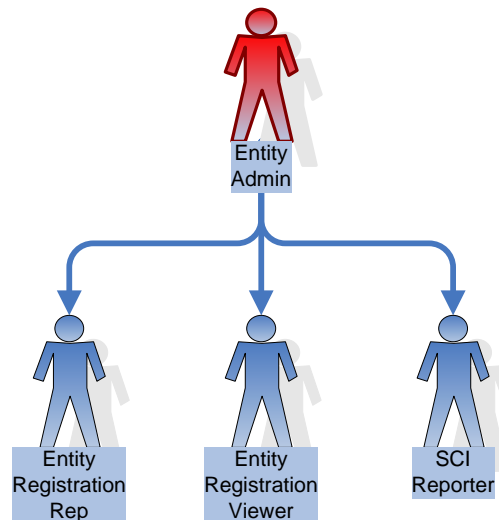 Entity
Admin
Entity
Registration
Rep
Entity
Registration
Viewer
SCI
Reporter